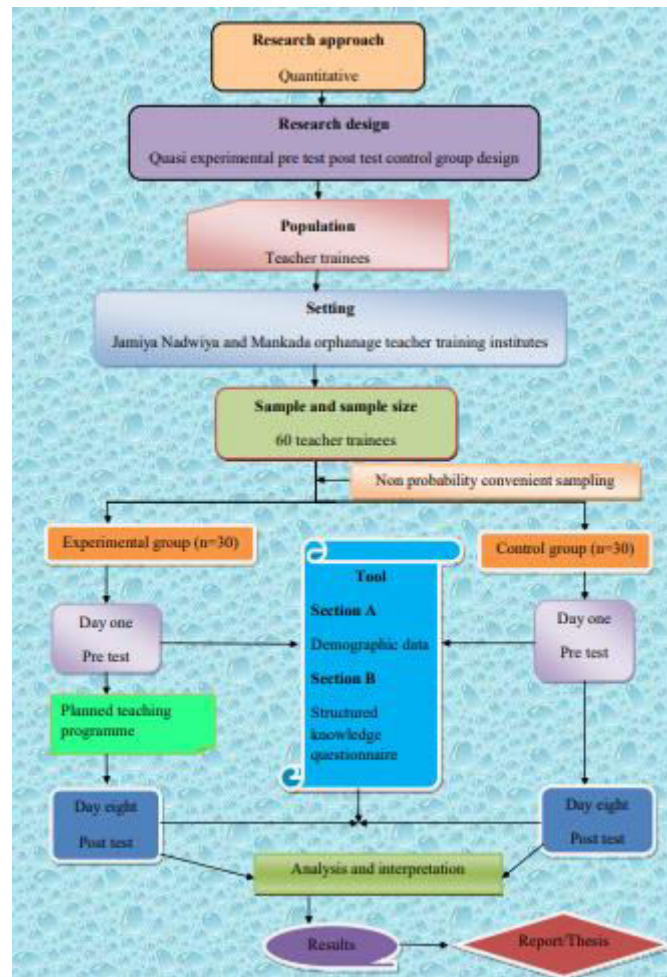 Research approach
Quantitative
Research design
Quasi experimental pre test post test control group design
Population
Teacher trainees
Setting
Jamiya Nadwiya and Mankada orphanage teacher training institutes
Sample and sample size
60 teacher trainees
Non probability convenient sampling
Experimental group (n=30)
Control group (n=30)
Tool
Section A
Demographic data
Section B
Structured
knowledge
questionnaire
Day one
Pre test
Day one
Pre test
Planned teaching
programme
Day eight
Post test
Day eight
Post test
Analysis and interpretation
Results
Report/Thesis